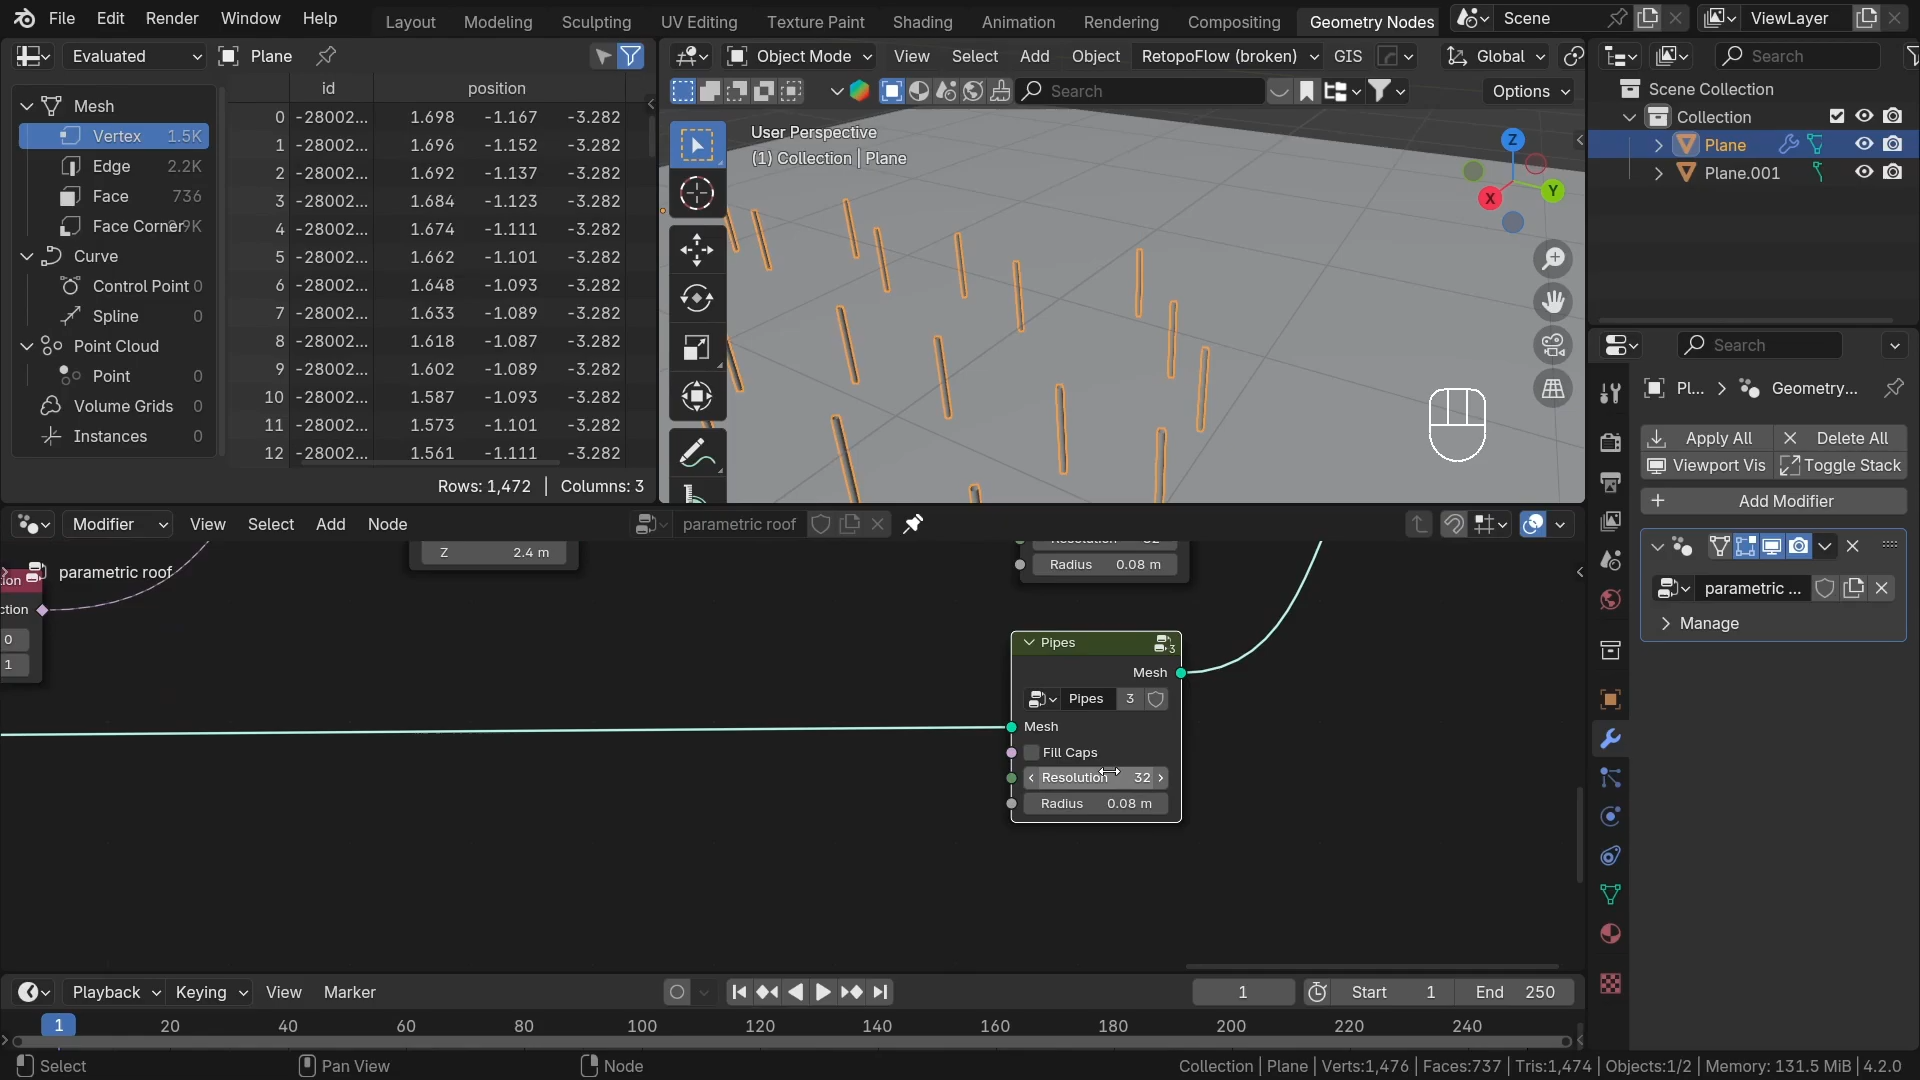 File Edit Render Window Help Layout Modeling Sculpting UV Editing Texture Paint Shading Animation Rendering Compositing Geometry Nodes Scene ViewLayer
Evaluated Plane Object Mode View Select Add Object RetopoFlow (broken) GIS Global Search
Search Options
Mesh
Vertex 1.5K
Edge 2.2K
Face 736
Face Corner
Curve
Control Point 0
Spline 0
Point Cloud
Point 0
Volume Grids 0
Instances 0
id position
0 -28002... 1.698 -1.167 -3.282
1 -28002... 1.696 -1.152 -3.282
2 -28002... 1.692 -1.137 -3.282
3 -28002... 1.684 -1.123 -3.282
4 -28002... 1.674 -1.111 -3.282
5 -28002... 1.662 -1.101 -3.282
6 -28002... 1.648 -1.093 -3.282
7 -28002... 1.633 -1.089 -3.282
8 -28002... 1.618 -1.087 -3.282
9 -28002... 1.602 -1.089 -3.282
10 -28002... 1.587 -1.093 -3.282
11 -28002... 1.573 -1.101 -3.282
12 -28002... 1.561 -1.111 -3.282
Rows: 1,472 | Columns: 3
User Perspective
(1) Collection | Plane
Z
Y
X
Scene Collection
Collection
Plane
Plane.001
Search
Pl... Geometry...
Apply All Delete All
Viewport Vis Toggle Stack
Add Modifier
parametric ...
Manage
Modifier View Select Add Node parametric roof
Z 2.4 m
parametric roof
0
1
Radius 0.08 m
Pipes 3
Mesh
Pipes 3
Mesh
Fill Caps
Resolution 32
Radius 0.08 m
Playback Keying View Marker 1 Start 1 End 250
1 20 40 60 80 100 120 140 160 180 200 220 240
Select Pan View Node Collection | Plane | Verts:1,476 | Faces:737 | Tris:1,474 | Objects:1/2 | Memory: 131.5 MiB | 4.2.0